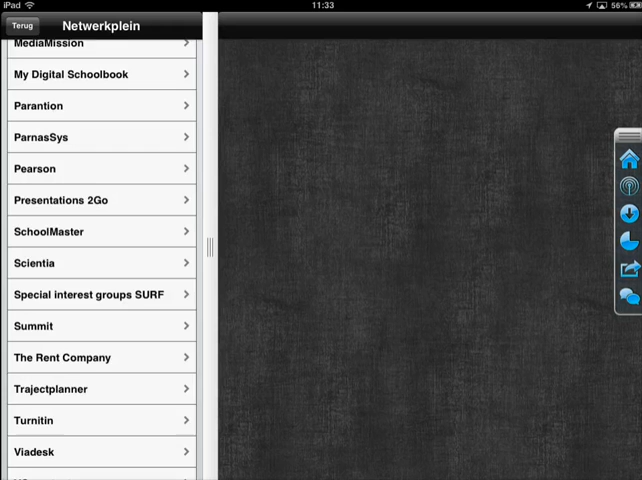 iPad 11:33 56%
Terug Netwerkplein
MediaMission
My Digital Schoolbook
Parantion
ParnasSys
Pearson
Presentations 2Go
SchoolMaster
Scientia
Special interest groups SURF
Summit
The Rent Company
Trajectplanner
Turnitin
Viadesk